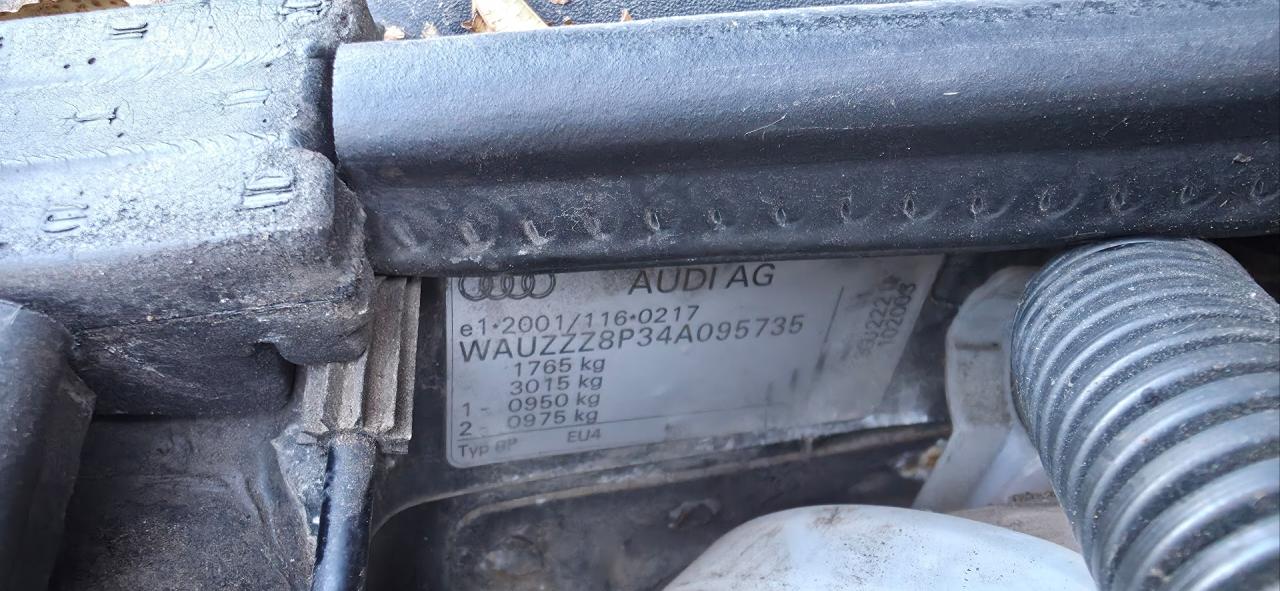 AUDI AG
e1*2001/116*0217
WAUZZZ8P34A095735
1765 kg
3015 kg
1 - 0950 kg
2 - 0975 kg
Typ 8P EU4
102003